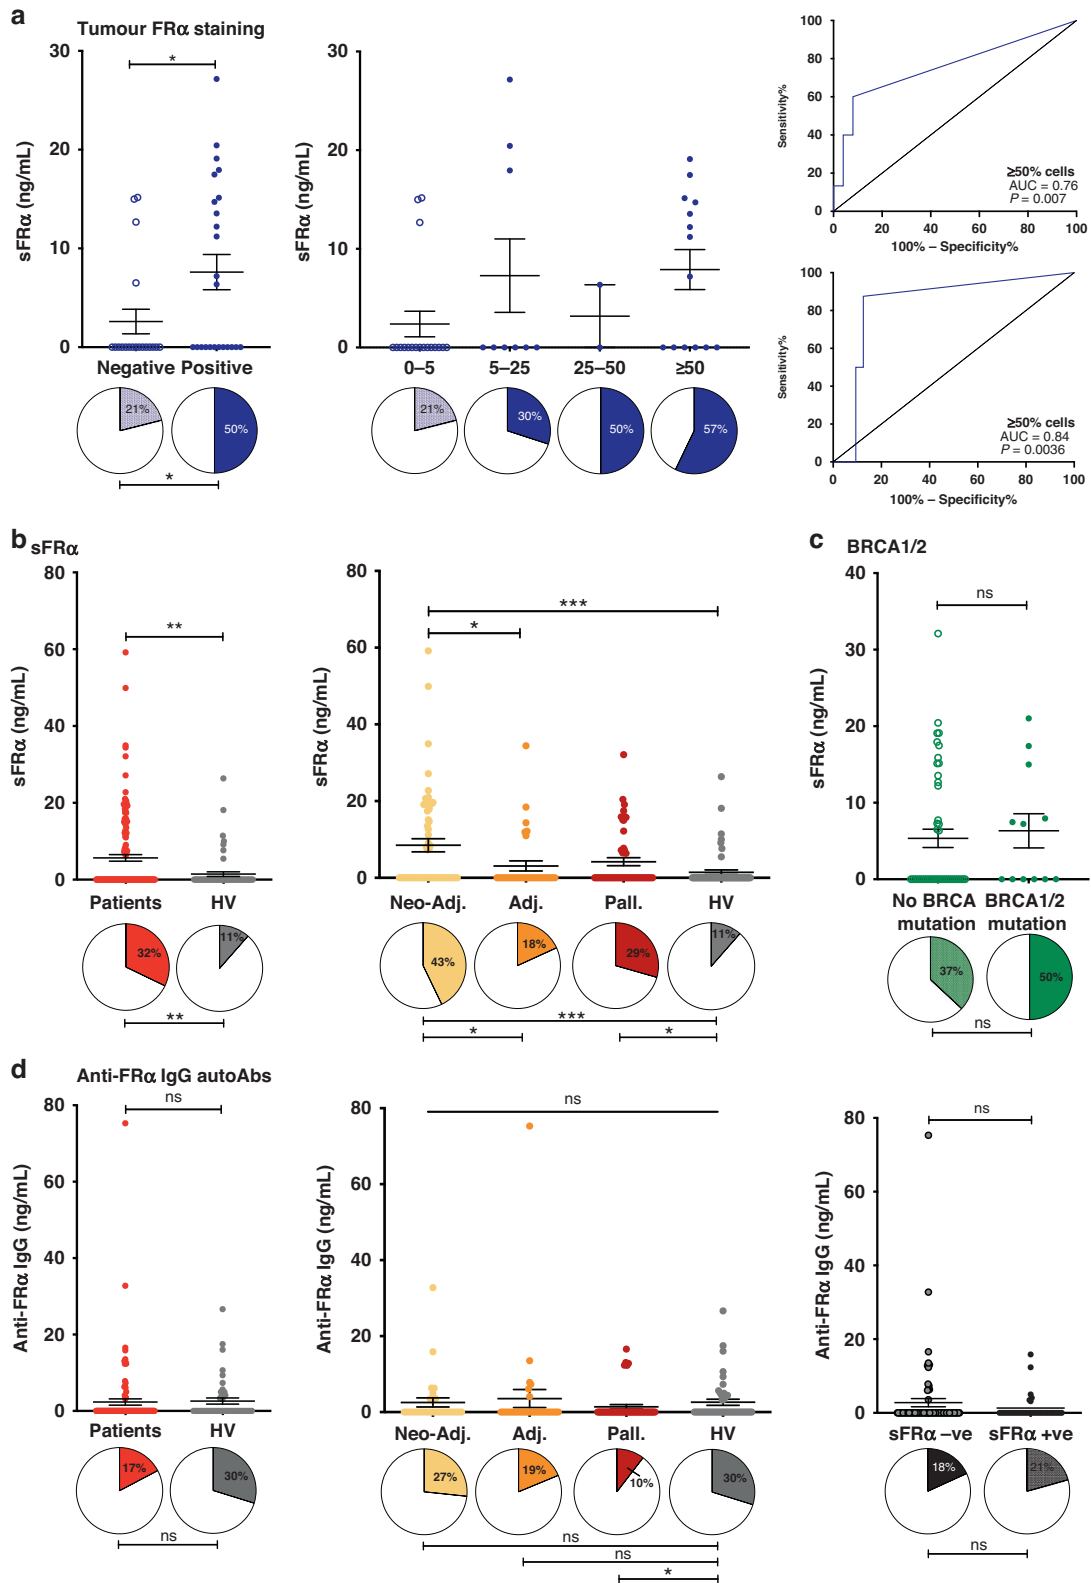 a
Tumour FRα staining
sFRα (ng/mL)
30
20
10
0
*
Negative Positive
21%
50%
*
sFRα (ng/mL)
30
20
10
0
0–5 5–25 25–50 ≥50
21%
30%
50%
57%
Sensitivity%
100
80
60
40
20
0
≥50% cells
AUC = 0.76
P = 0.007
0 20 40 60 80 100
100% – Specificity%
Sensitivity%
100
80
60
40
20
0
≥50% cells
AUC = 0.84
P = 0.0036
0 20 40 60 80 100
100% – Specificity%
b
sFRα
sFRα (ng/mL)
80
60
40
20
0
**
Patients HV
32%
11%
**
sFRα (ng/mL)
80
60
40
20
0
***
*
Neo-Adj. Adj. Pall. HV
43%
18%
29%
11%
***
* *
c
BRCA1/2
sFRα (ng/mL)
40
30
20
10
0
ns
No BRCA mutation
BRCA1/2 mutation
37%
50%
ns
d
Anti-FRα IgG autoAbs
Anti-FRα IgG (ng/mL)
80
60
40
20
0
ns
Patients HV
17%
30%
ns
Anti-FRα IgG (ng/mL)
80
60
40
20
0
ns
Neo-Adj. Adj. Pall. HV
27%
19%
10%
30%
ns
ns
*
Anti-FRα IgG (ng/mL)
80
60
40
20
0
ns
sFRα –ve sFRα +ve
18%
21%
ns